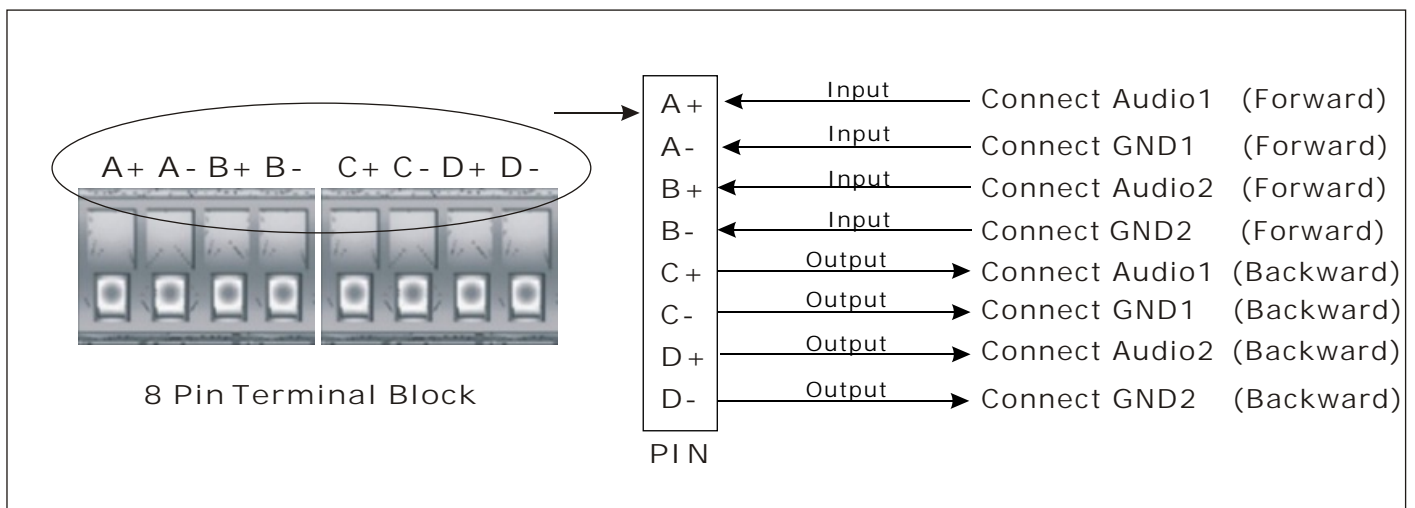 A+ A- B+ B- C+ C- D+ D-
8 Pin Terminal Block
A+ Input Connect Audio1 (Forward)
A- Input Connect GND1 (Forward)
B+ Input Connect Audio2 (Forward)
B- Input Connect GND2 (Forward)
C+ Output Connect Audio1 (Backward)
C- Output Connect GND1 (Backward)
D+ Output Connect Audio2 (Backward)
D- Output Connect GND2 (Backward)
PIN